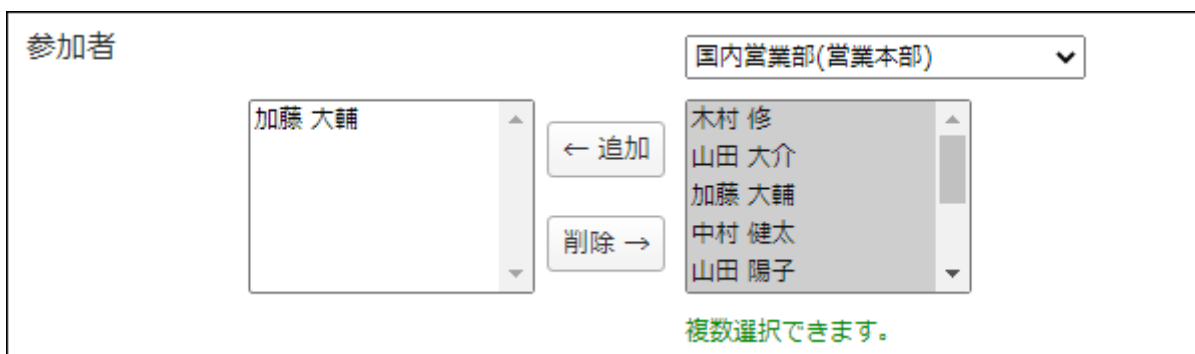 参加者
国内営業部(営業本部)
加藤 大輔
← 追加
削除 →
木村 修
山田 大介
加藤 大輔
中村 健太
山田 陽子
複数選択できます。